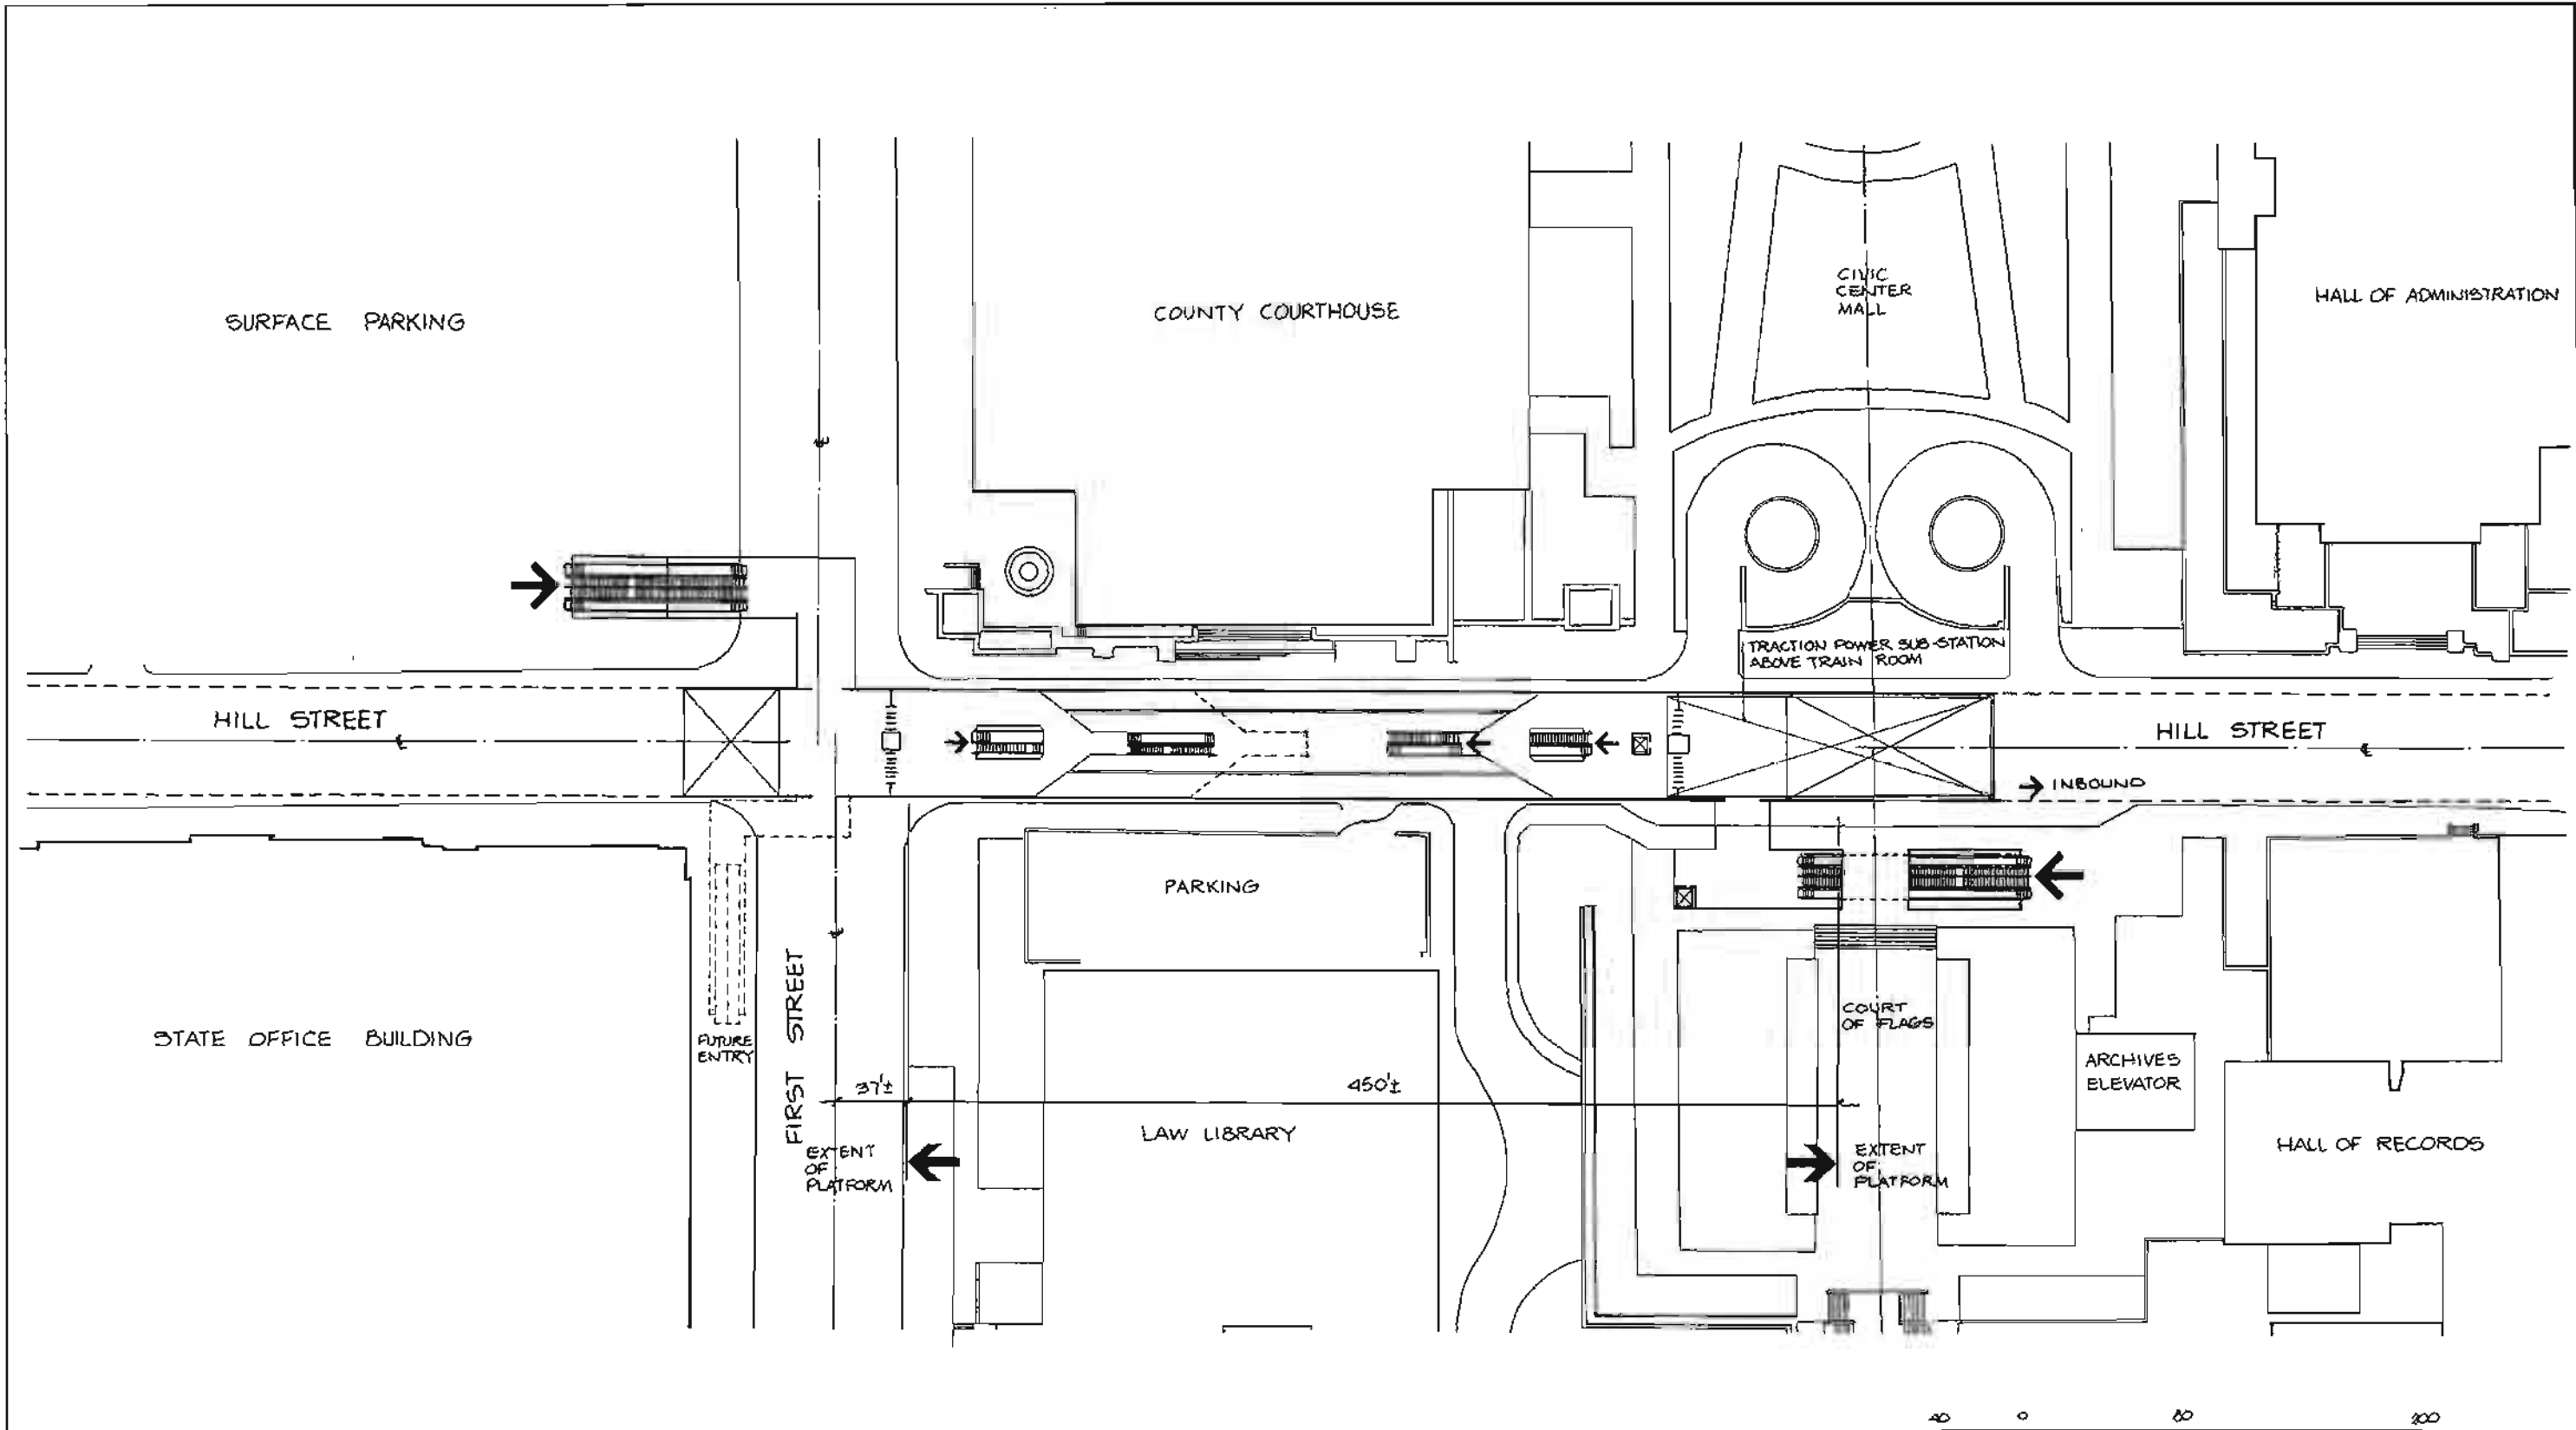 SURFACE PARKING
COUNTY COURTHOUSE
CIVIC
CENTER
MALL
HALL OF ADMINISTRATION
TRACTION POWER SUB-STATION
ABOVE TRAIN ROOM
HILL STREET
HILL STREET
INBOUND
PARKING
STATE OFFICE BUILDING
FUTURE
ENTRY
FIRST STREET
37'±
450'±
COURT
OF FLAGS
ARCHIVES
ELEVATOR
LAW LIBRARY
HALL OF RECORDS
EXTENT
OF
PLATFORM
EXTENT
OF
PLATFORM
40 0 80 200